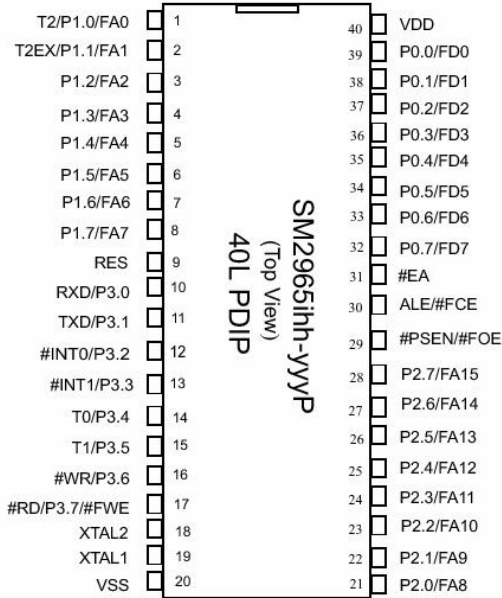 T2/P1.0/FA0 1
T2EX/P1.1/FA1 2
P1.2/FA2 3
P1.3/FA3 4
P1.4/FA4 5
P1.5/FA5 6
P1.6/FA6 7
P1.7/FA7 8
RES 9
RXD/P3.0 10
TXD/P3.1 11
#INT0/P3.2 12
#INT1/P3.3 13
T0/P3.4 14
T1/P3.5 15
#WR/P3.6 16
#RD/P3.7/#FWE 17
XTAL2 18
XTAL1 19
VSS 20
SM2965ihh-yyyP
(Top View)
40L PDIP
40 VDD
39 P0.0/FD0
38 P0.1/FD1
37 P0.2/FD2
36 P0.3/FD3
35 P0.4/FD4
34 P0.5/FD5
33 P0.6/FD6
32 P0.7/FD7
31 #EA
30 ALE/#FCE
29 #PSEN/#FOE
28 P2.7/FA15
27 P2.6/FA14
26 P2.5/FA13
25 P2.4/FA12
24 P2.3/FA11
23 P2.2/FA10
22 P2.1/FA9
21 P2.0/FA8